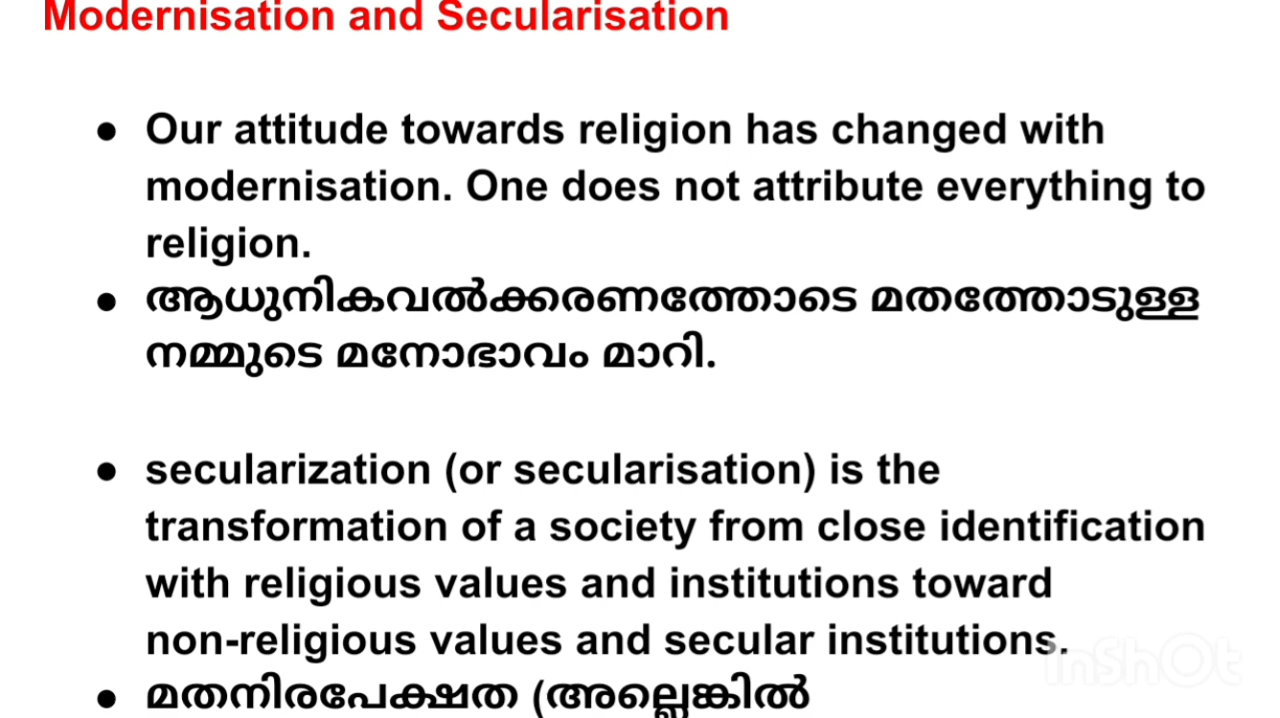 Modernisation and Secularisation
● Our attitude towards religion has changed with
modernisation. One does not attribute everything to
religion.
● ആധുനികവൽക്കരണത്തോടെ മതത്തോടുള്ള
നമ്മുടെ മനോഭാവം മാറി.
● secularization (or secularisation) is the
transformation of a society from close identification
with religious values and institutions toward
non-religious values and secular institutions.
● മതനിരപേക്ഷത (അല്ലെങ്കിൽ
InShOt